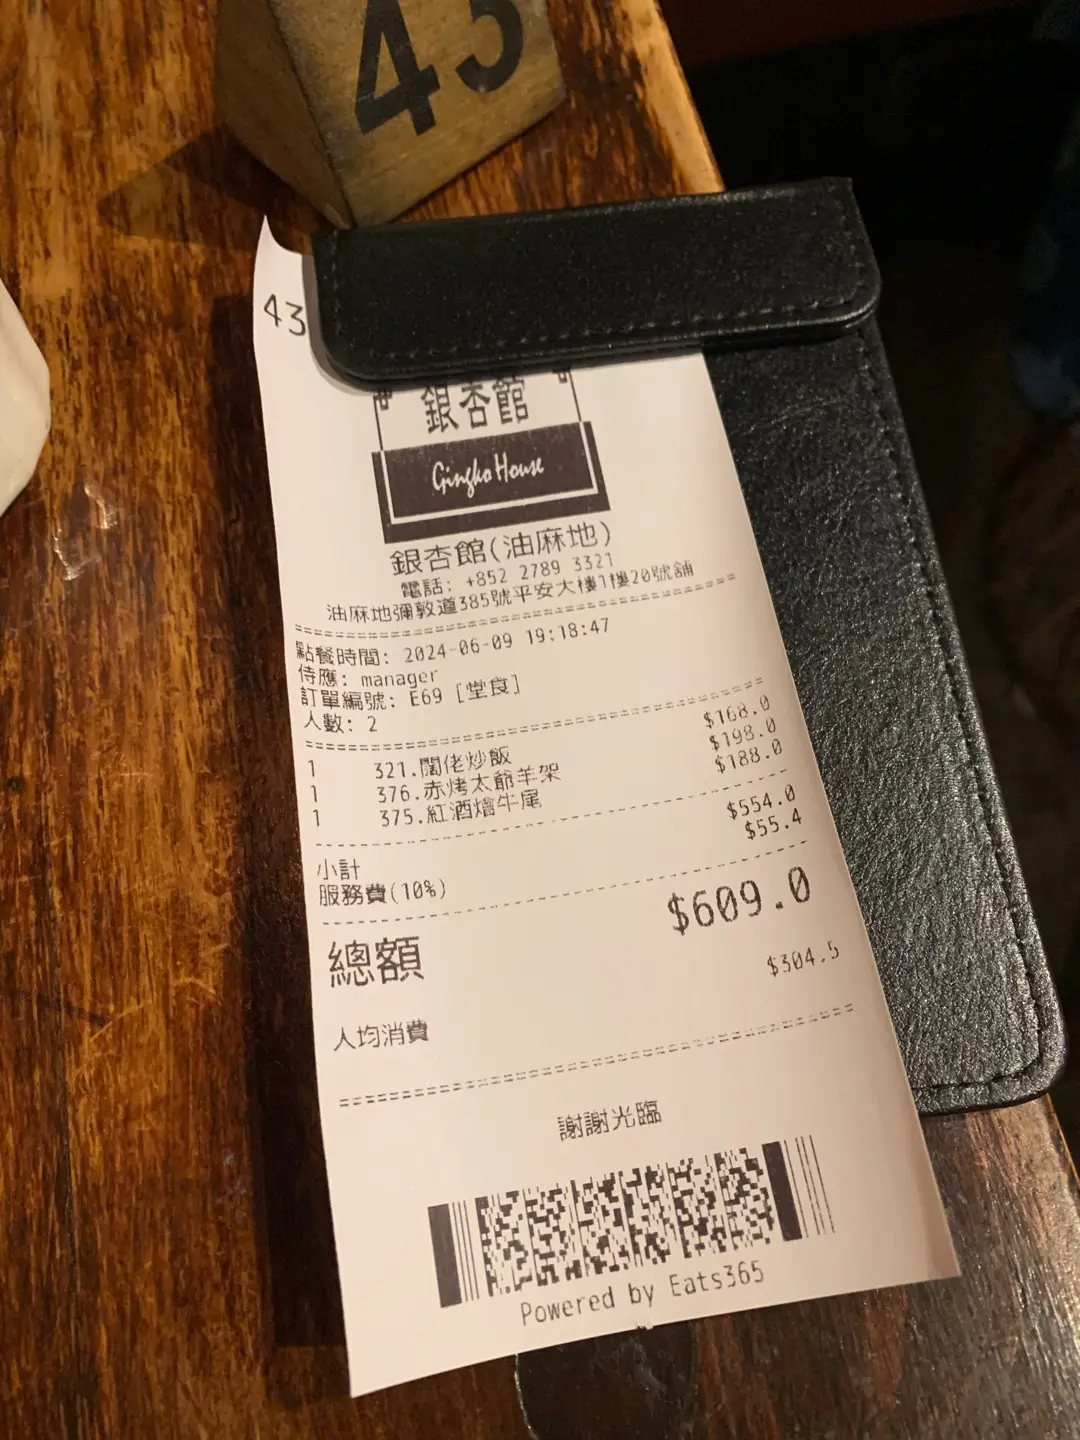 43
43
銀杏館
Gingko House
銀杏館(油麻地)
電話: +852 2789 3321
油麻地彌敦道385號平安大樓1樓20號舖
點餐時間: 2024-06-09 19:18:47
侍應: manager
訂單編號: E69 [堂食]
人數: 2
1 321.闊佬炒飯 $168.0
1 376.赤烤太爺羊架 $198.0
1 375.紅酒燴牛尾 $188.0
小計 $554.0
服務費(10%) $55.4
總額 $609.0
人均消費 $304.5
謝謝光臨
Powered by Eats365